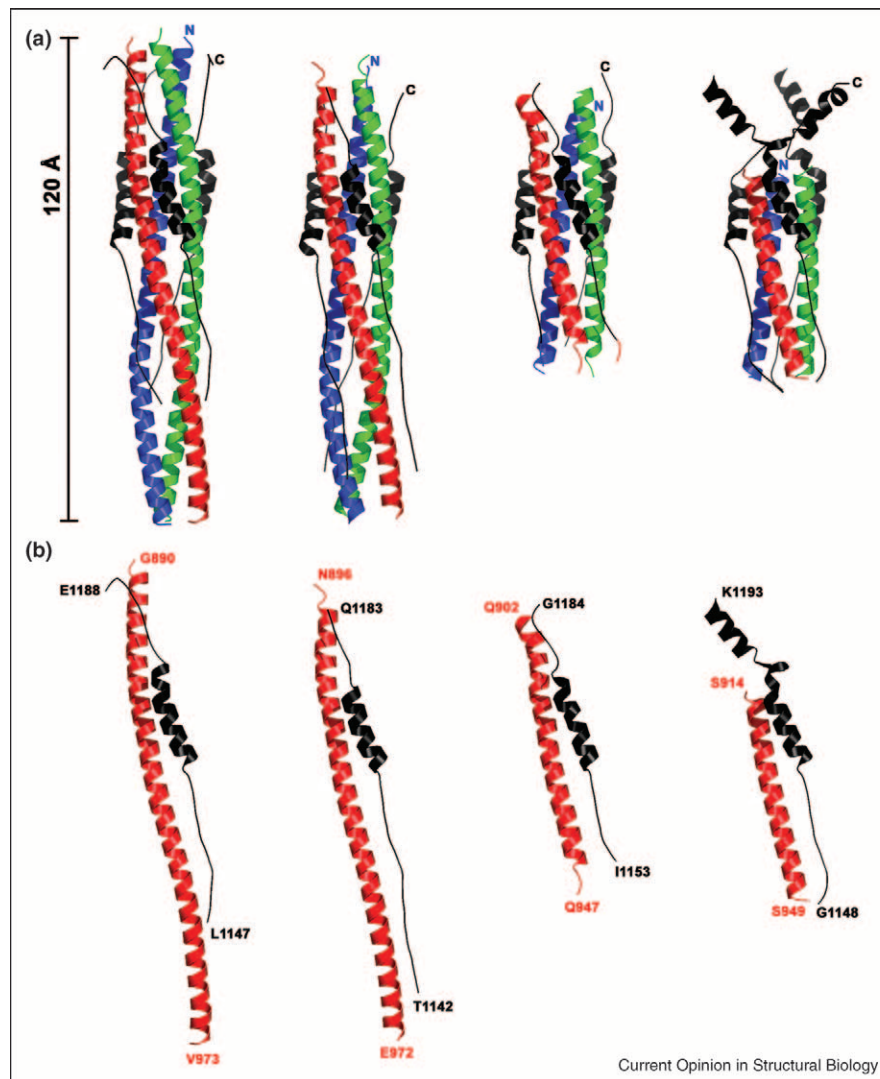 (a)
N
C
N
C
C
N
C
N
120 Å
(b)
G890
E1188
N896
Q1183
Q902
G1184
K1193
S914
I1153
Q947
S949
G1148
L1147
T1142
V973
E972
Current Opinion in Structural Biology